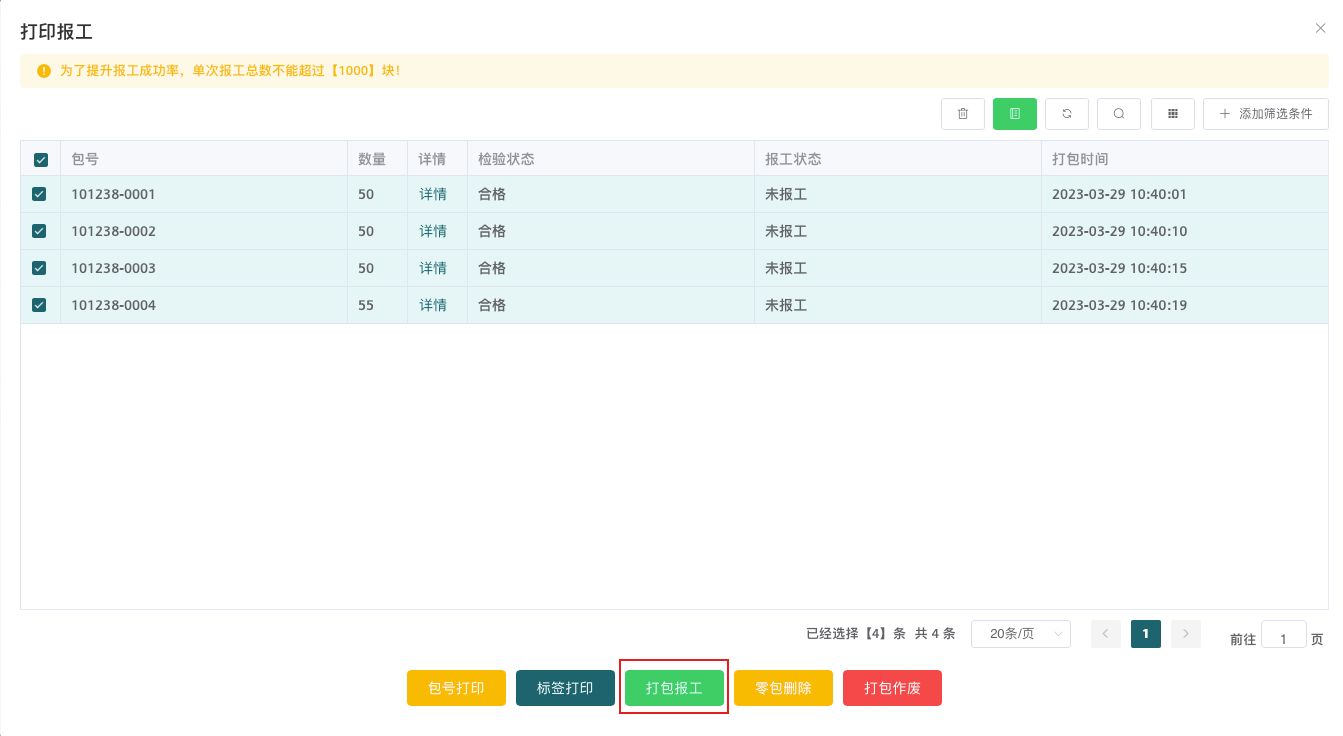 打印报工
为了提升报工成功率，单次报工总数不能超过【1000】块！
添加筛选条件
包号 数量 详情 检验状态 报工状态 打包时间
101238-0001 50 详情 合格 未报工 2023-03-29 10:40:01
101238-0002 50 详情 合格 未报工 2023-03-29 10:40:10
101238-0003 50 详情 合格 未报工 2023-03-29 10:40:15
101238-0004 55 详情 合格 未报工 2023-03-29 10:40:19
已经选择【4】条 共 4 条 20条/页 1 前往 1 页
包号打印 标签打印 打包报工 零包删除 打包作废